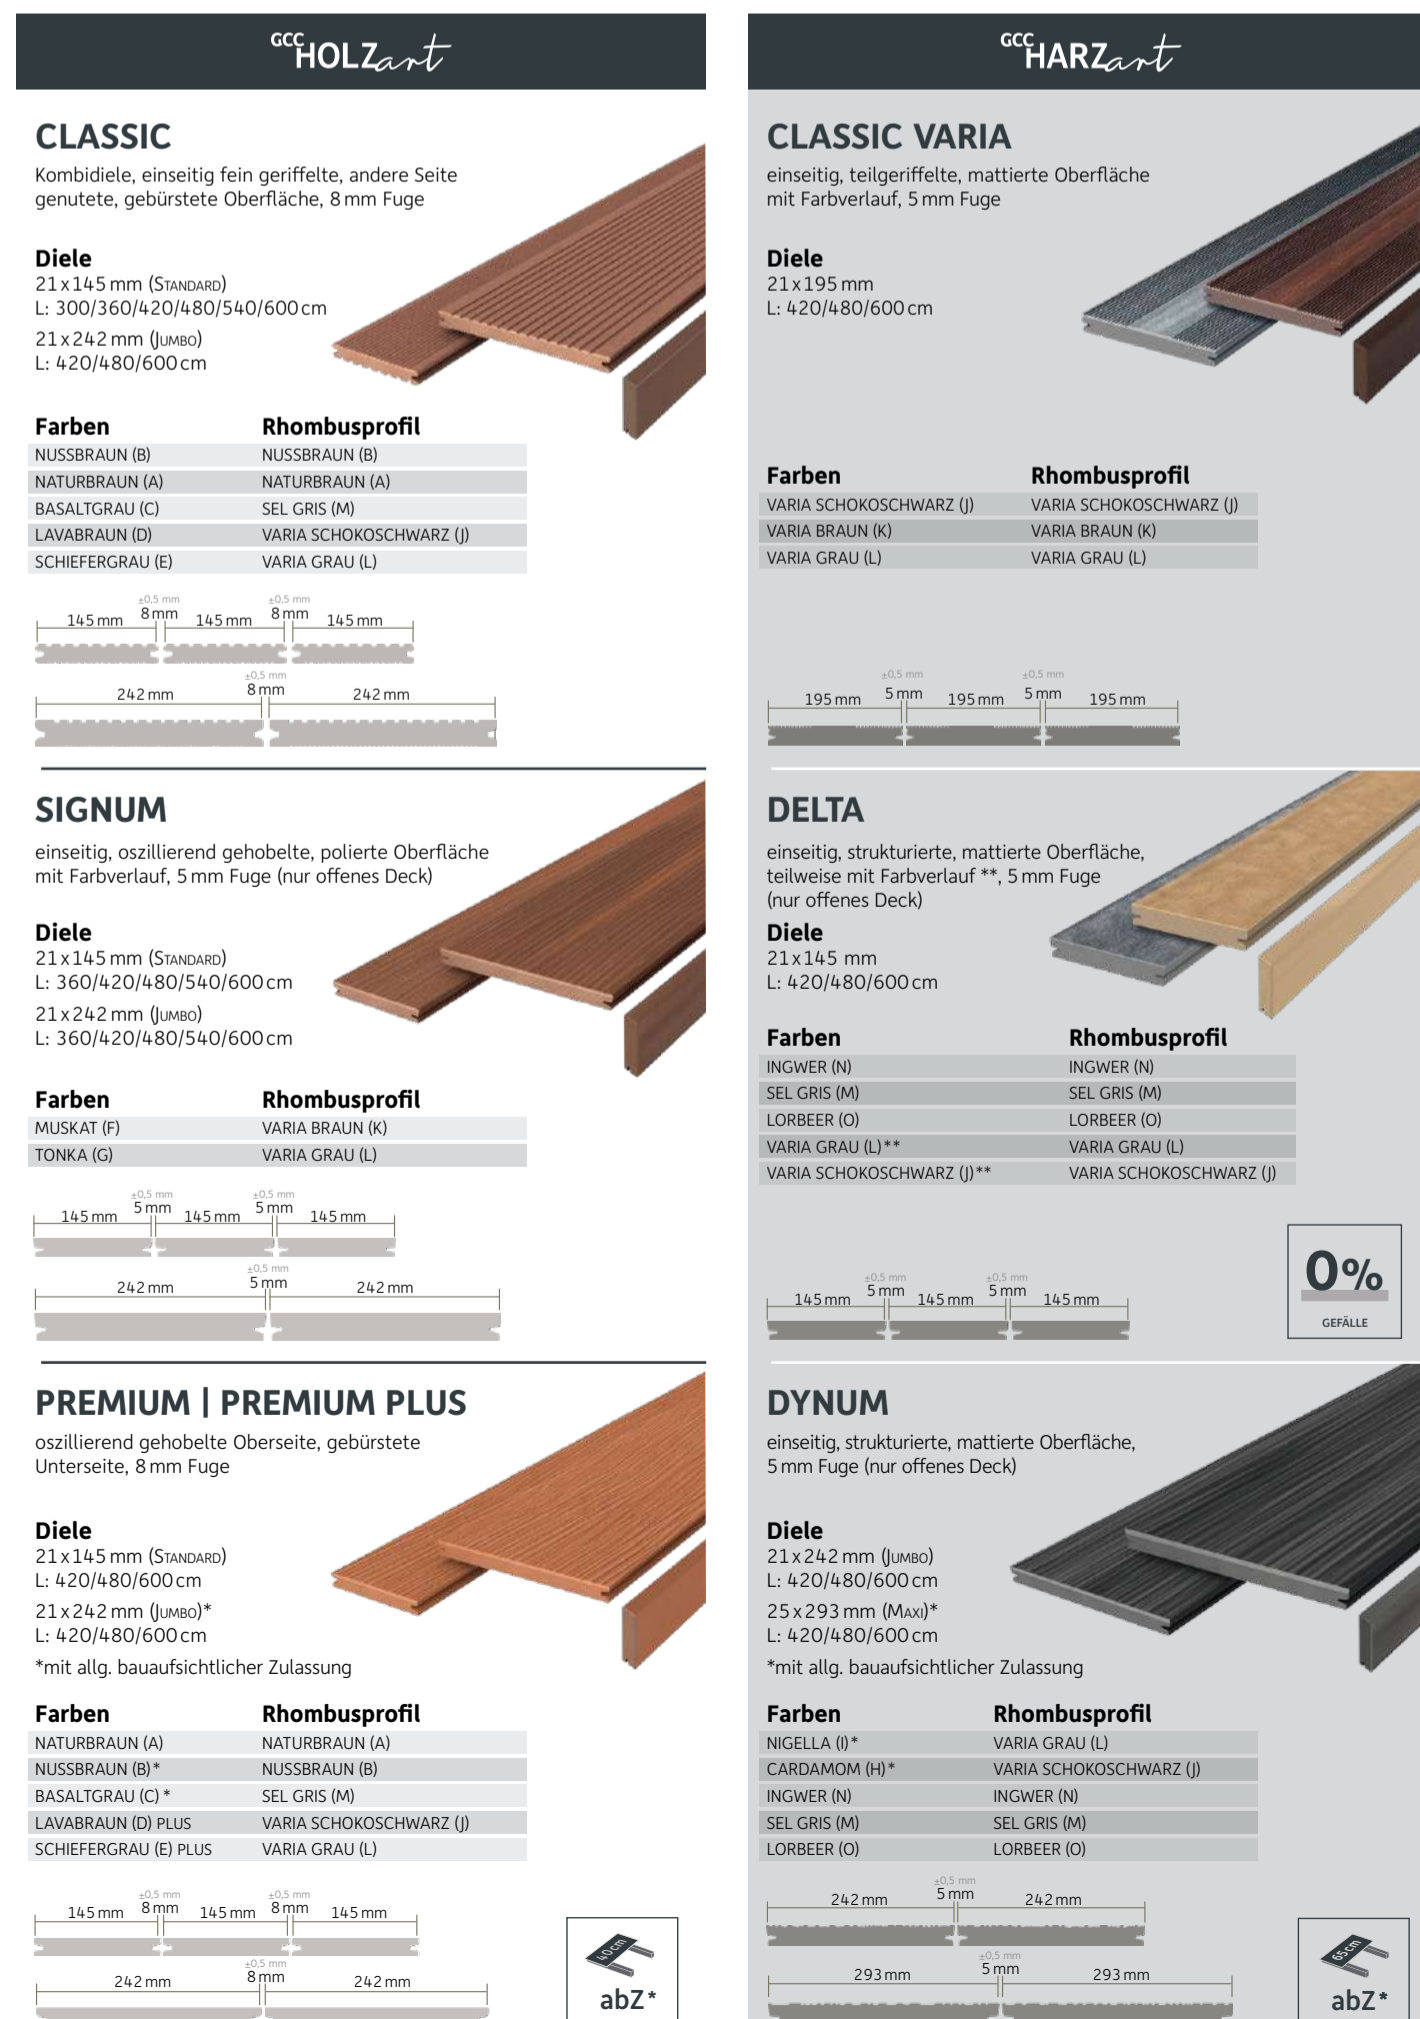 GCC HOLZart
CLASSIC
Kombidiele, einseitig fein geriffelte, andere Seite
genutete, gebürstete Oberfläche, 8 mm Fuge
Diele
21 x 145 mm (STANDARD)
L: 300/360/420/480/540/600 cm
21 x 242 mm (JUMBO)
L: 420/480/600 cm
Farben Rhombusprofil
NUSSBRAUN (B) NUSSBRAUN (B)
NATURBRAUN (A) NATURBRAUN (A)
BASALTGRAU (C) SEL GRIS (M)
LAVABRAUN (D) VARIA SCHOKOSCHWARZ (J)
SCHIEFERGRAU (E) VARIA GRAU (L)
±0,5 mm ±0,5 mm
145 mm 8 mm 145 mm 8 mm 145 mm
±0,5 mm
242 mm 8 mm 242 mm
SIGNUM
einseitig, oszillierend gehobelte, polierte Oberfläche
mit Farbverlauf, 5 mm Fuge (nur offenes Deck)
Diele
21 x 145 mm (STANDARD)
L: 360/420/480/540/600 cm
21 x 242 mm (JUMBO)
L: 360/420/480/540/600 cm
Farben Rhombusprofil
MUSKAT (F) VARIA BRAUN (K)
TONKA (G) VARIA GRAU (L)
±0,5 mm ±0,5 mm
145 mm 5 mm 145 mm 5 mm 145 mm
±0,5 mm
242 mm 5 mm 242 mm
PREMIUM | PREMIUM PLUS
oszillierend gehobelte Oberseite, gebürstete
Unterseite, 8 mm Fuge
Diele
21 x 145 mm (STANDARD)
L: 420/480/600 cm
21 x 242 mm (JUMBO)*
L: 420/480/600 cm
*mit allg. bauaufsichtlicher Zulassung
Farben Rhombusprofil
NATURBRAUN (A) NATURBRAUN (A)
NUSSBRAUN (B)* NUSSBRAUN (B)
BASALTGRAU (C) * SEL GRIS (M)
LAVABRAUN (D) PLUS VARIA SCHOKOSCHWARZ (J)
SCHIEFERGRAU (E) PLUS VARIA GRAU (L)
±0,5 mm ±0,5 mm
145 mm 8 mm 145 mm 8 mm 145 mm
±0,5 mm
242 mm 8 mm 242 mm
40 cm
abZ*
GCC HARZart
CLASSIC VARIA
einseitig, teilgeriffelte, mattierte Oberfläche
mit Farbverlauf, 5 mm Fuge
Diele
21 x 195 mm
L: 420/480/600 cm
Farben Rhombusprofil
VARIA SCHOKOSCHWARZ (J) VARIA SCHOKOSCHWARZ (J)
VARIA BRAUN (K) VARIA BRAUN (K)
VARIA GRAU (L) VARIA GRAU (L)
±0,5 mm ±0,5 mm
195 mm 5 mm 195 mm 5 mm 195 mm
DELTA
einseitig, strukturierte, mattierte Oberfläche,
teilweise mit Farbverlauf **, 5 mm Fuge
(nur offenes Deck)
Diele
21 x 145 mm
L: 420/480/600 cm
Farben Rhombusprofil
INGWER (N) INGWER (N)
SEL GRIS (M) SEL GRIS (M)
LORBEER (O) LORBEER (O)
VARIA GRAU (L)** VARIA GRAU (L)
VARIA SCHOKOSCHWARZ (J)** VARIA SCHOKOSCHWARZ (J)
±0,5 mm ±0,5 mm
145 mm 5 mm 145 mm 5 mm 145 mm
0%
GEFÄLLE
DYNUM
einseitig, strukturierte, mattierte Oberfläche,
5 mm Fuge (nur offenes Deck)
Diele
21 x 242 mm (JUMBO)
L: 420/480/600 cm
25 x 293 mm (MAXI)*
L: 420/480/600 cm
*mit allg. bauaufsichtlicher Zulassung
Farben Rhombusprofil
NIGELLA (I)* VARIA GRAU (L)
CARDAMOM (H)* VARIA SCHOKOSCHWARZ (J)
INGWER (N) INGWER (N)
SEL GRIS (M) SEL GRIS (M)
LORBEER (O) LORBEER (O)
±0,5 mm
242 mm 5 mm 242 mm
±0,5 mm
293 mm 5 mm 293 mm
65 cm
abZ*